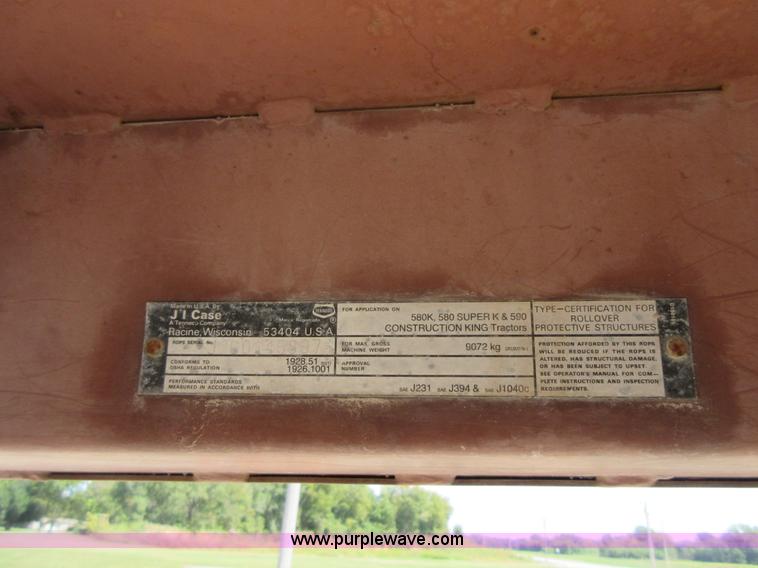 Made in U.S.A. By
J I Case
A Tenneco Company
Racine, Wisconsin 53404 U.S.A.
TENNECO
Marca Registrada
ROPS SERIAL No.
CONFORMS TO
OSHA REGULATION
1928.51
1926.1001
PERFORMANCE STANDARDS
MEASURED IN ACCORDANCE WITH
SAE J231 SAE J394 & SAE J1040c
FOR APPLICATION ON
580K, 580 SUPER K & 590
CONSTRUCTION KING Tractors
FOR MAX. GROSS
MACHINE WEIGHT
9072 kg
APPROVAL
NUMBER
TYPE—CERTIFICATION FOR
ROLLOVER
PROTECTIVE STRUCTURES
PROTECTION AFFORDED BY THIS ROPS
WILL BE REDUCED IF THE ROPS IS
ALTERED, HAS STRUCTURAL DAMAGE,
OR HAS BEEN SUBJECT TO UPSET.
SEE OPERATOR'S MANUAL FOR COM-
PLETE INSTRUCTIONS AND INSPECTION
REQUIREMENTS.
www.purplewave.com